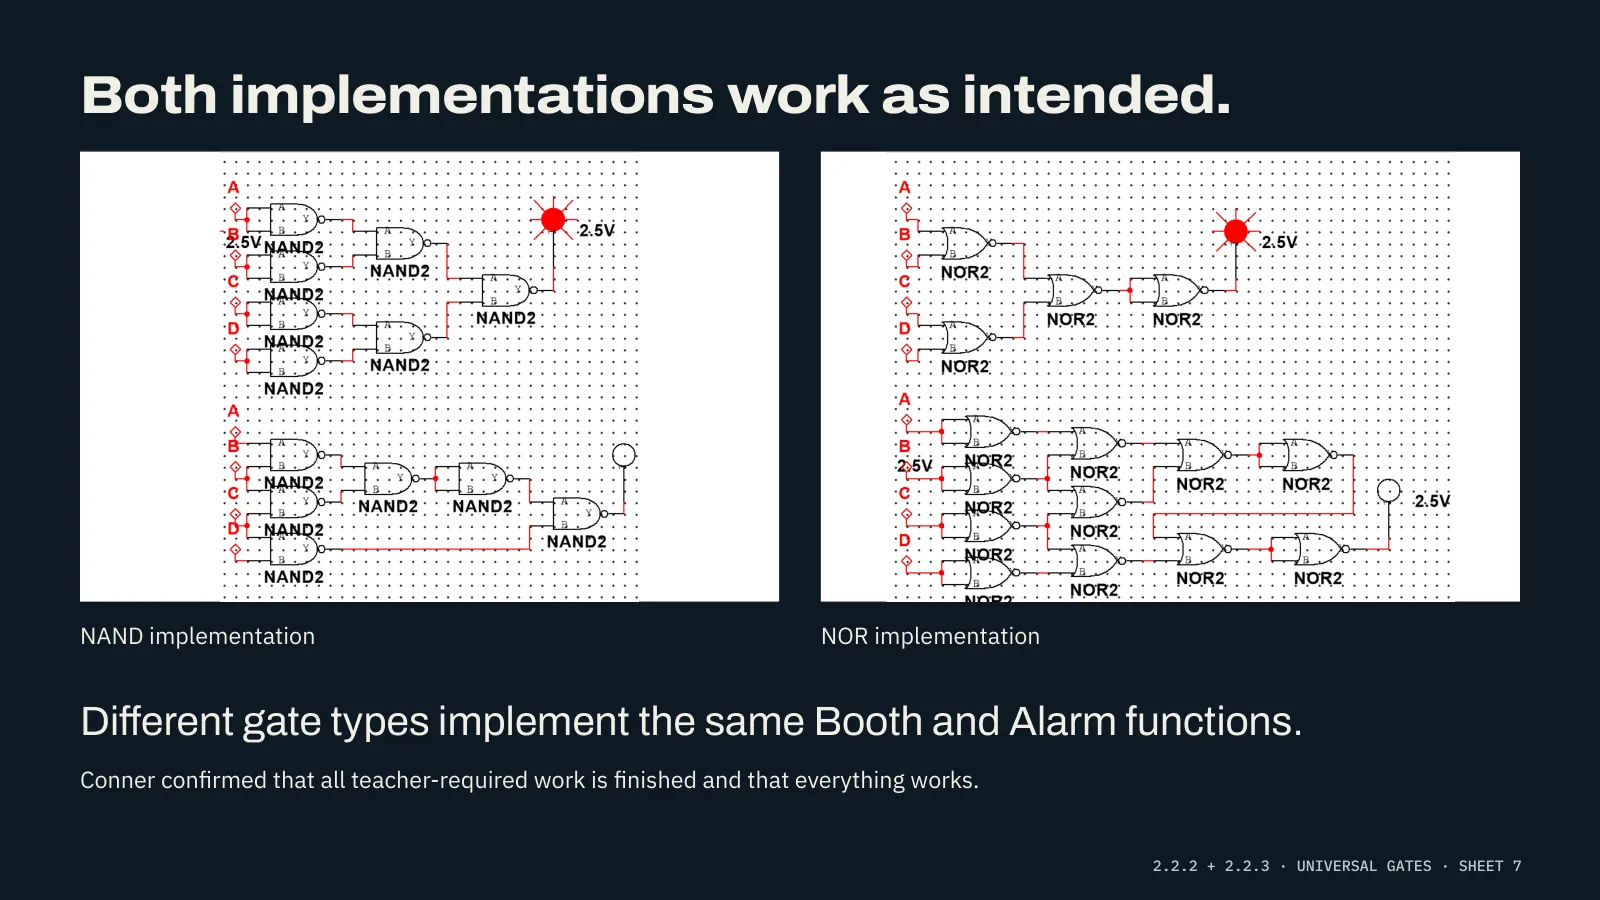 Both implementations work as intended.
A
A
Y
B
B
2.5V
NAND2
A
Y
B
NAND2
2.5V
C
NAND2
A
Y
B
NAND2
D
NAND2
A
Y
B
NAND2
NAND2
A
B
NAND2
C
NAND2
D
NAND2
NAND2
NAND2
NAND2
A
B
NOR2
2.5V
C
NOR2
NOR2
D
NOR2
A
B
2.5V
NOR2
NOR2
NOR2
NOR2
C
NOR2
NOR2
2.5V
D
NOR2
NOR2
NOR2
NOR2
NOR2
NAND implementation
NOR implementation
Different gate types implement the same Booth and Alarm functions.
Conner confirmed that all teacher-required work is finished and that everything works.
2.2.2 + 2.2.3 · UNIVERSAL GATES · SHEET 7